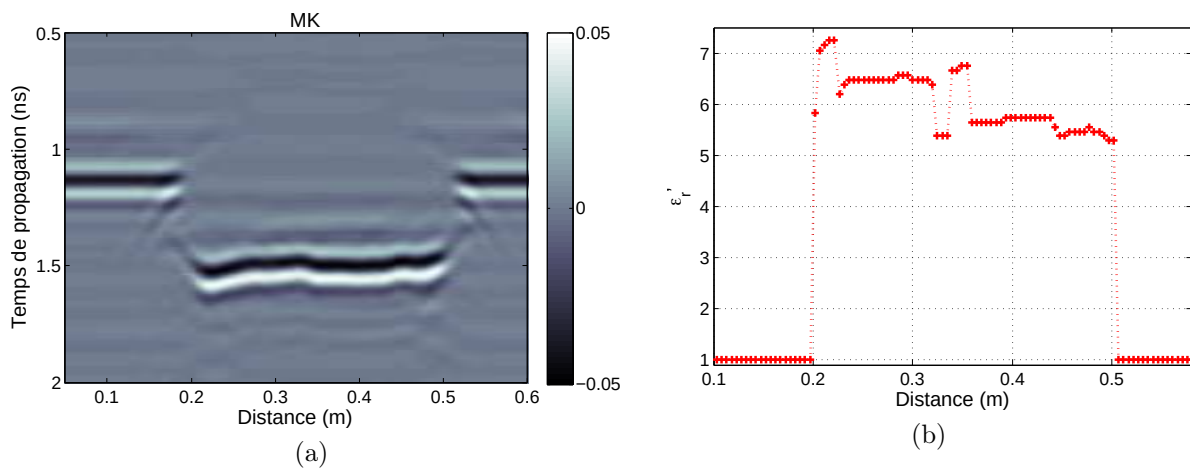 MK
0.5
1
1.5
2
Temps de propagation (ns)
0.1 0.2 0.3 0.4 0.5 0.6
Distance (m)
0.05
0
−0.05
(a)
7
6
5
4
3
2
1
εr’
0.1 0.2 0.3 0.4 0.5
Distance (m)
(b)